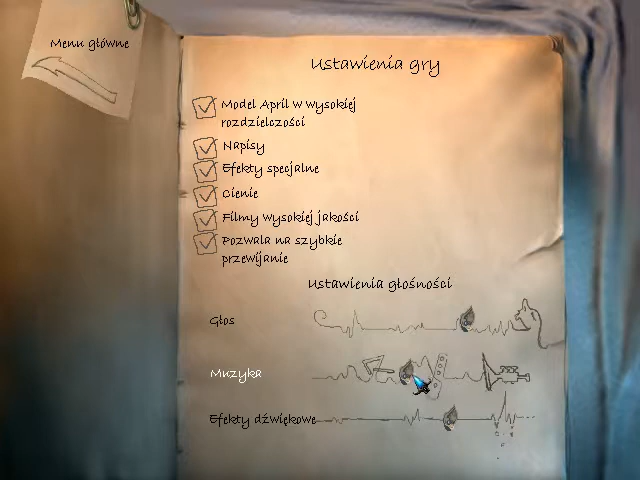 Menu główne
Ustawienia gry
Model April w wysokiej
rozdzielczości
Napisy
Efekty specjalne
Cienie
Filmy wysokiej jakości
Pozwala na szybkie
przewijanie
Ustawienia głośności
Głos
Muzyka
Efekty dźwiękowe